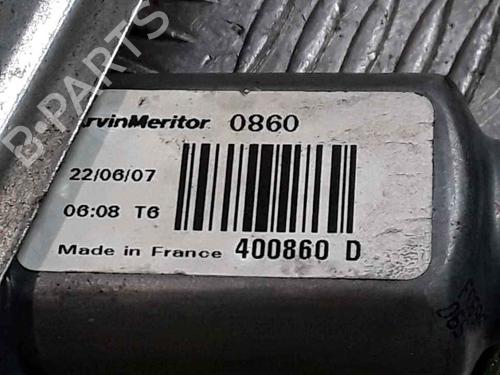 B-PARTS
rvinMeritor 0860
22/06/07
06:08 T6
Made in France 400860 D